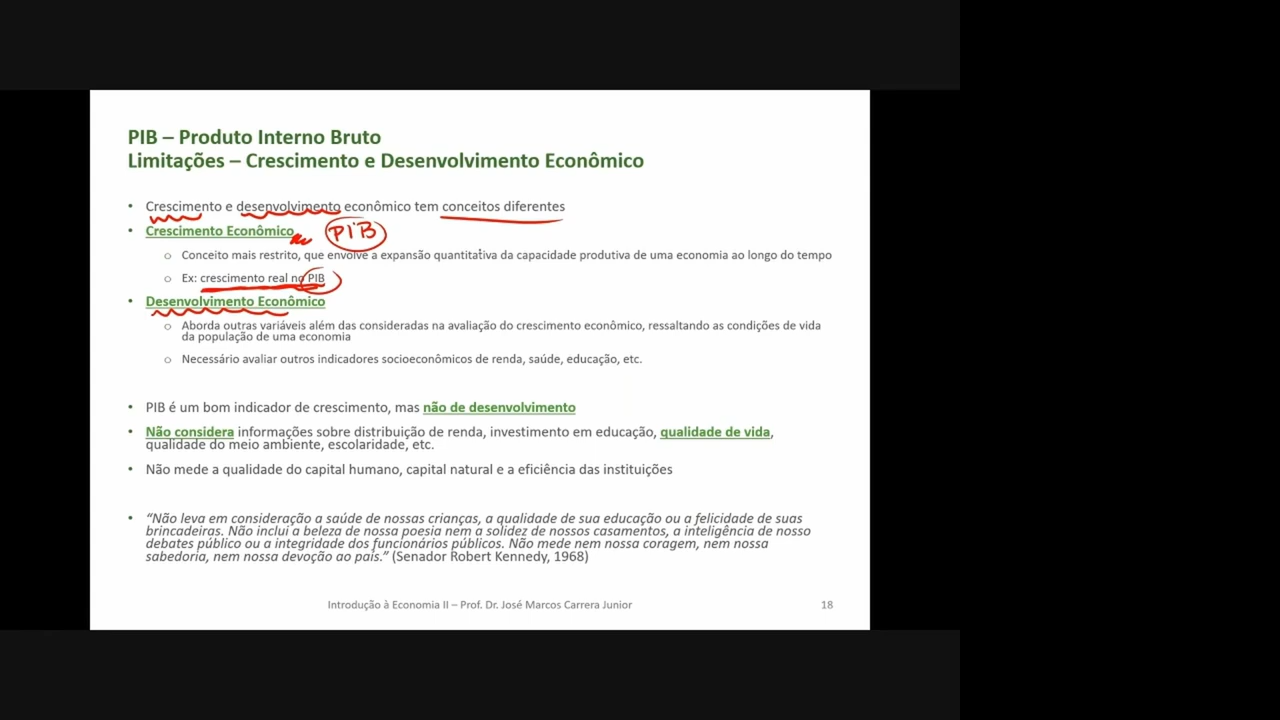 PIB – Produto Interno Bruto
Limitações – Crescimento e Desenvolvimento Econômico
• Crescimento e desenvolvimento econômico tem conceitos diferentes
• Crescimento Econômico PIB
o Conceito mais restrito, que envolve a expansão quantitativa da capacidade produtiva de uma economia ao longo do tempo
o Ex: crescimento real no PIB
• Desenvolvimento Econômico
o Aborda outras variáveis além das consideradas na avaliação do crescimento econômico, ressaltando as condições de vida
da população de uma economia
o Necessário avaliar outros indicadores socioeconômicos de renda, saúde, educação, etc.
• PIB é um bom indicador de crescimento, mas não de desenvolvimento
• Não considera informações sobre distribuição de renda, investimento em educação, qualidade de vida,
qualidade do meio ambiente, escolaridade, etc.
• Não mede a qualidade do capital humano, capital natural e a eficiência das instituições
• “Não leva em consideração a saúde de nossas crianças, a qualidade de sua educação ou a felicidade de suas
brincadeiras. Não inclui a beleza de nossa poesia nem a solidez de nossos casamentos, a inteligência de nosso
debates público ou a integridade dos funcionários públicos. Não mede nem nossa coragem, nem nossa
sabedoria, nem nossa devoção ao país.” (Senador Robert Kennedy, 1968)
Introdução à Economia II – Prof. Dr. José Marcos Carrera Junior 18